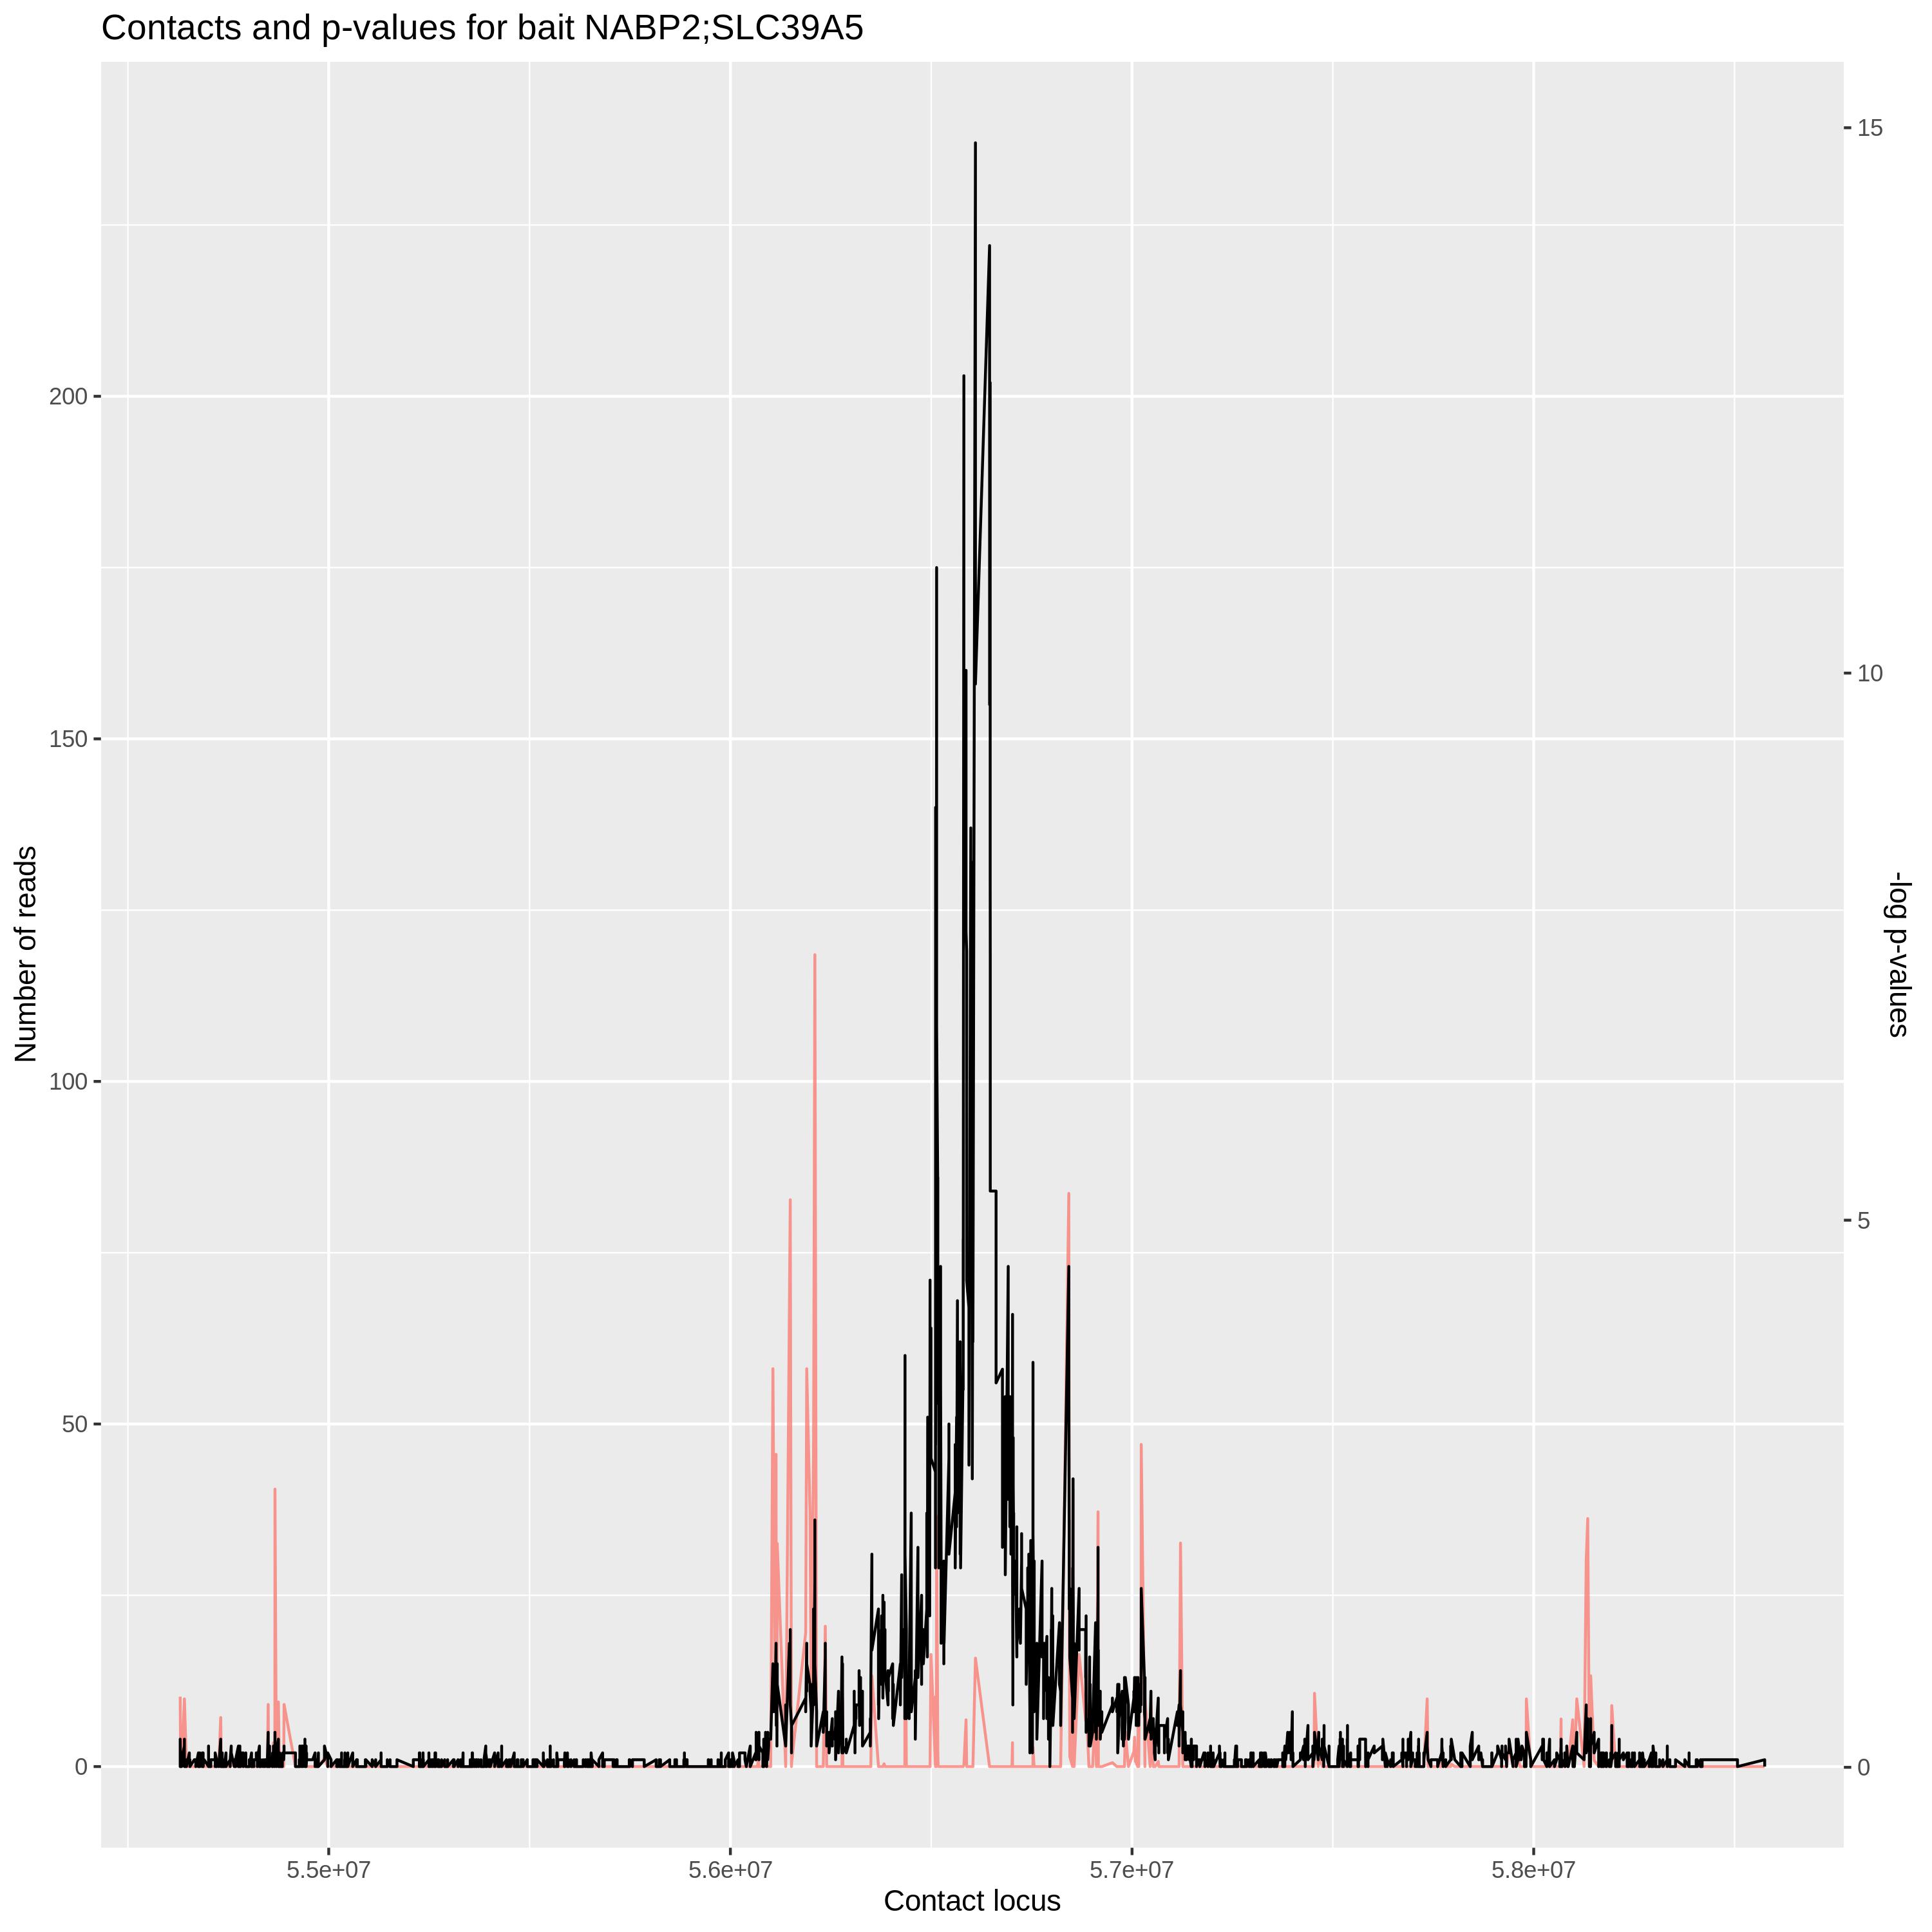 Contacts and p-values for bait NABP2;SLC39A5
Number of reads
200
150
100
50
0
15
10
5
0
-log p-values
5.5e+07
5.6e+07
5.7e+07
5.8e+07
Contact locus